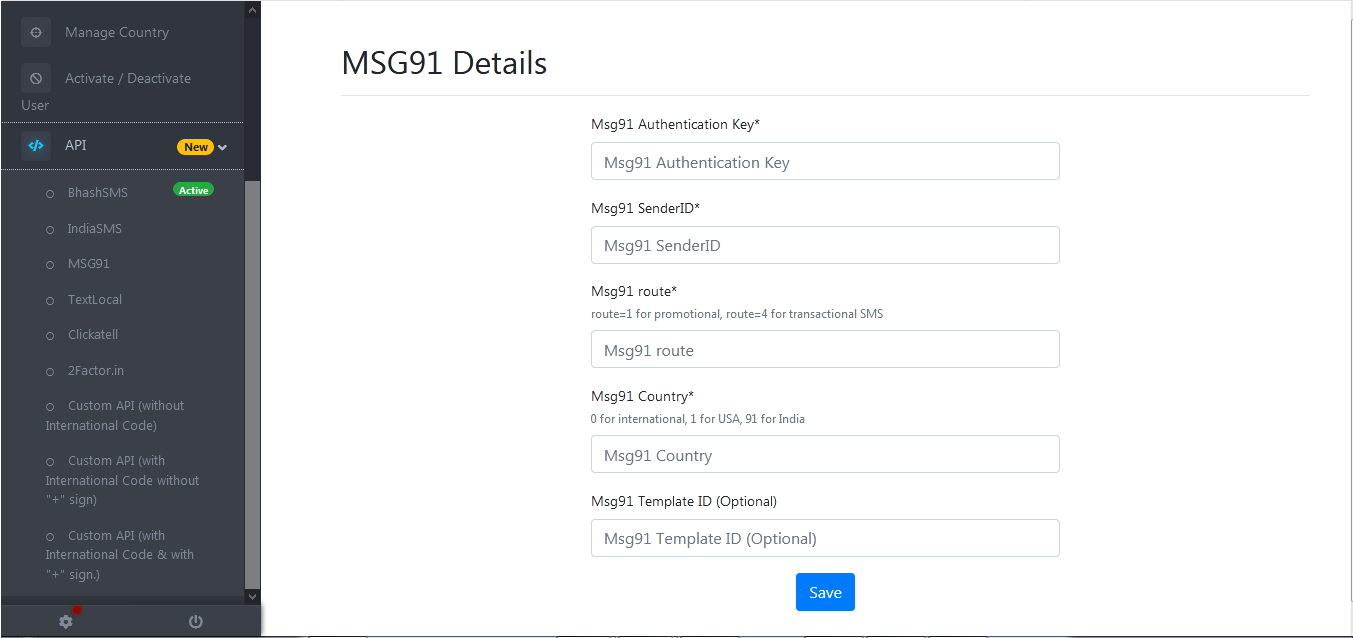 Manage Country
Activate / Deactivate
User
API New
BhashSMS Active
IndiaSMS
MSG91
TextLocal
Clickatell
2Factor.in
Custom API (without
International Code)
Custom API (with
International Code without
"+" sign)
Custom API (with
International Code & with
"+" sign.)
MSG91 Details
Msg91 Authentication Key*
Msg91 Authentication Key
Msg91 SenderID*
Msg91 SenderID
Msg91 route*
route=1 for promotional, route=4 for transactional SMS
Msg91 route
Msg91 Country*
0 for international, 1 for USA, 91 for India
Msg91 Country
Msg91 Template ID (Optional)
Msg91 Template ID (Optional)
Save